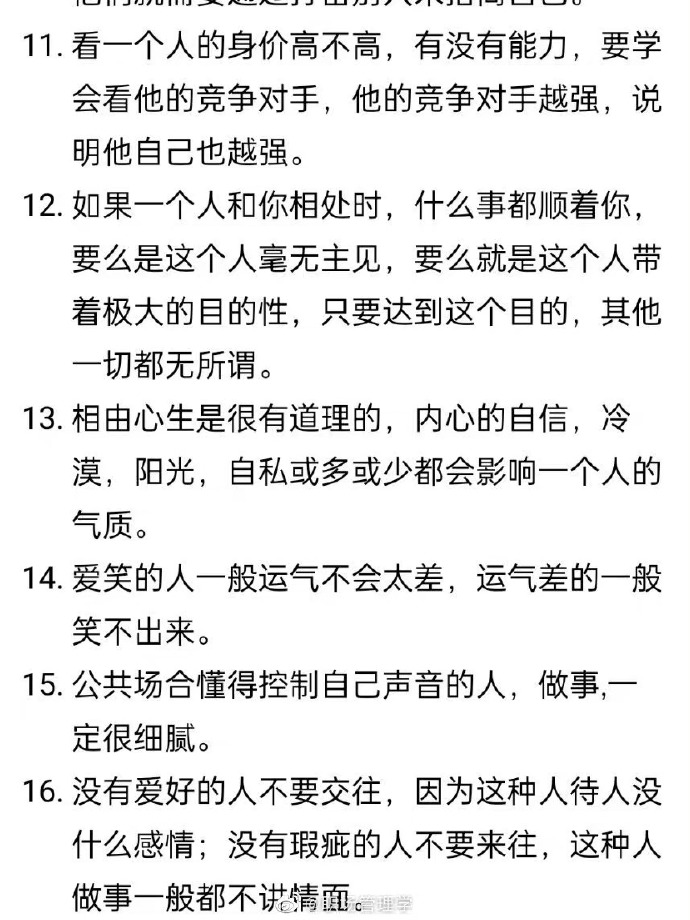 11. 看一个人的身价高不高，有没有能力，要学
会看他的竞争对手，他的竞争对手越强，说
明他自己也越强。
12. 如果一个人和你相处时，什么事都顺着你，
要么是这个人毫无主见，要么就是这个人带
着极大的目的性，只要达到这个目的，其他
一切都无所谓。
13. 相由心生是很有道理的，内心的自信，冷
漠，阳光，自私或多或少都会影响一个人的
气质。
14. 爱笑的人一般运气不会太差，运气差的一般
笑不出来。
15. 公共场合懂得控制自己声音的人，做事,一
定很细腻。
16. 没有爱好的人不要交往，因为这种人待人没
什么感情；没有瑕疵的人不要来往，这种人
做事一般都不讲情面。